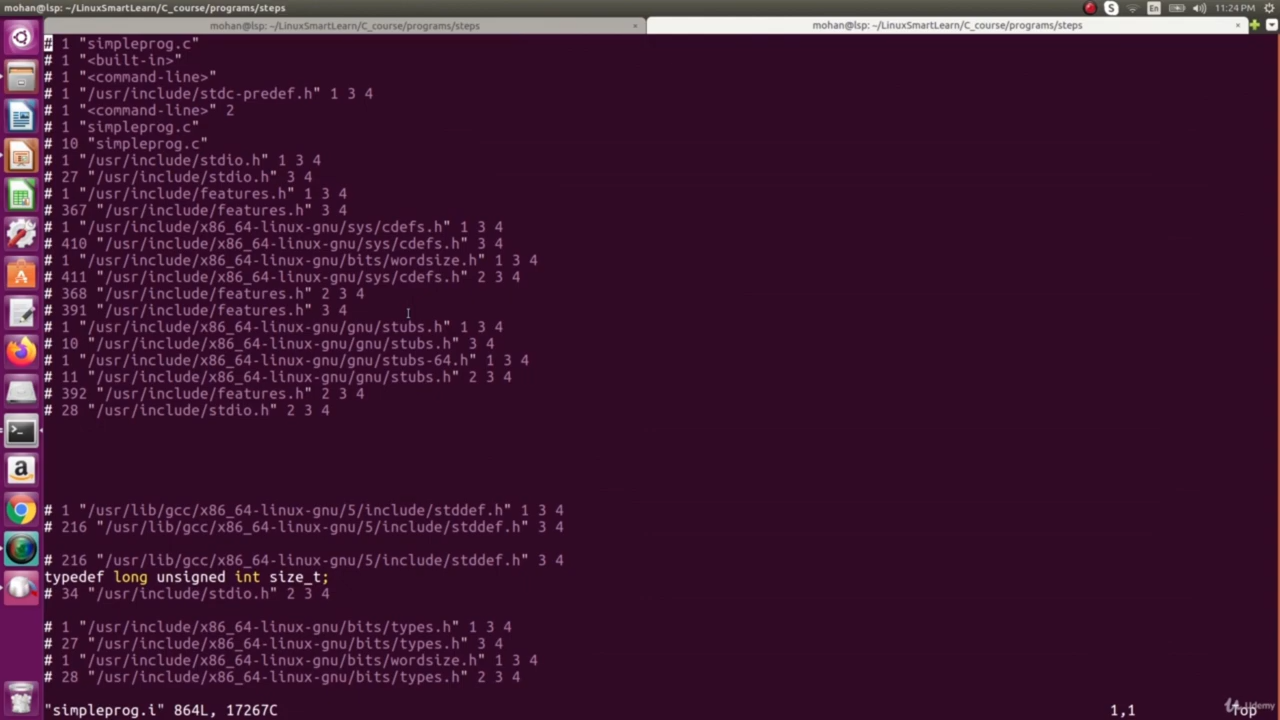 mohan@lsp: ~/LinuxSmartLearn/C_course/programs/steps
En
11:24 PM
mohan@lsp: ~/LinuxSmartLearn/C_course/programs/steps
mohan@lsp: ~/LinuxSmartLearn/C_course/programs/steps
# 1 "simpleprog.c"
# 1 "<built-in>"
# 1 "<command-line>"
# 1 "/usr/include/stdc-predef.h" 1 3 4
# 1 "<command-line>" 2
# 1 "simpleprog.c"
# 10 "simpleprog.c"
# 1 "/usr/include/stdio.h" 1 3 4
# 27 "/usr/include/stdio.h" 3 4
# 1 "/usr/include/features.h" 1 3 4
# 367 "/usr/include/features.h" 3 4
# 1 "/usr/include/x86_64-linux-gnu/sys/cdefs.h" 1 3 4
# 410 "/usr/include/x86_64-linux-gnu/sys/cdefs.h" 3 4
# 1 "/usr/include/x86_64-linux-gnu/bits/wordsize.h" 1 3 4
# 411 "/usr/include/x86_64-linux-gnu/sys/cdefs.h" 2 3 4
# 368 "/usr/include/features.h" 2 3 4
# 391 "/usr/include/features.h" 3 4
# 1 "/usr/include/x86_64-linux-gnu/gnu/stubs.h" 1 3 4
# 10 "/usr/include/x86_64-linux-gnu/gnu/stubs.h" 3 4
# 1 "/usr/include/x86_64-linux-gnu/gnu/stubs-64.h" 1 3 4
# 11 "/usr/include/x86_64-linux-gnu/gnu/stubs.h" 2 3 4
# 392 "/usr/include/features.h" 2 3 4
# 28 "/usr/include/stdio.h" 2 3 4
# 1 "/usr/lib/gcc/x86_64-linux-gnu/5/include/stddef.h" 1 3 4
# 216 "/usr/lib/gcc/x86_64-linux-gnu/5/include/stddef.h" 3 4
# 216 "/usr/lib/gcc/x86_64-linux-gnu/5/include/stddef.h" 3 4
typedef long unsigned int size_t;
# 34 "/usr/include/stdio.h" 2 3 4
# 1 "/usr/include/x86_64-linux-gnu/bits/types.h" 1 3 4
# 27 "/usr/include/x86_64-linux-gnu/bits/types.h" 3 4
# 1 "/usr/include/x86_64-linux-gnu/bits/wordsize.h" 1 3 4
# 28 "/usr/include/x86_64-linux-gnu/bits/types.h" 2 3 4
"simpleprog.i" 864L, 17267C
1,1
Top
Udemy